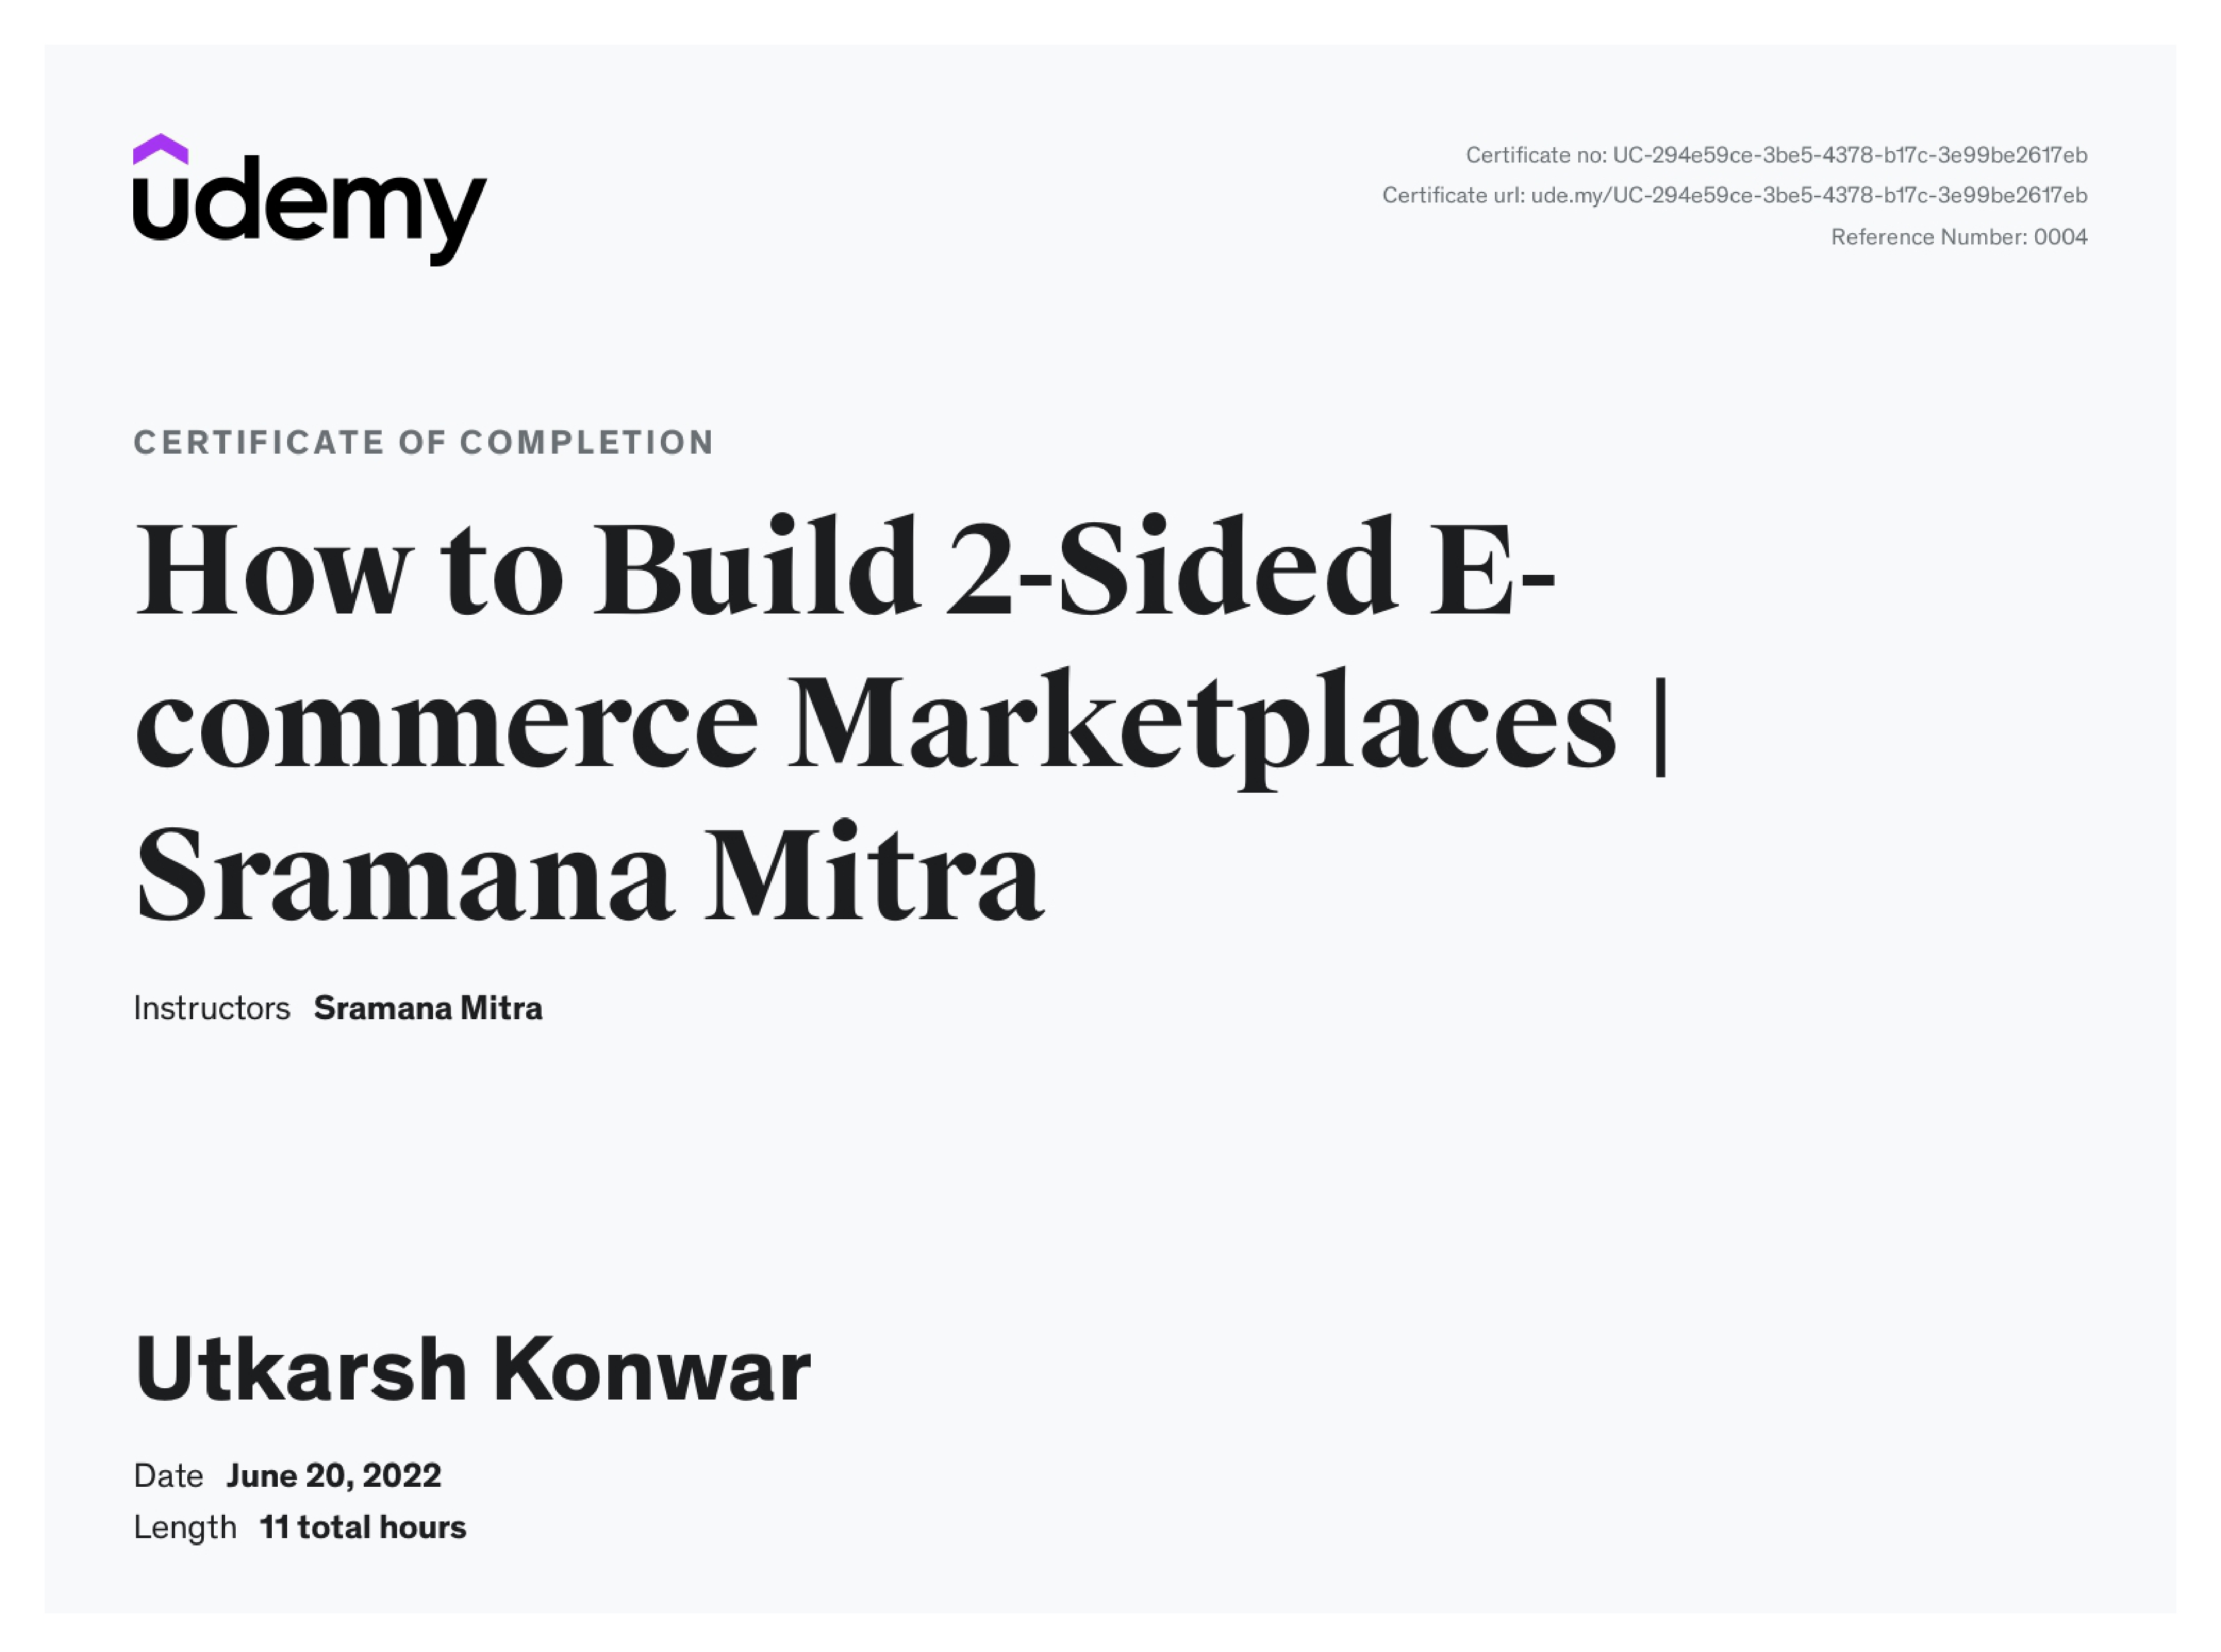 udemy
Certificate no: UC-294e59ce-3be5-4378-b17c-3e99be2617eb
Certificate url: ude.my/UC-294e59ce-3be5-4378-b17c-3e99be2617eb
Reference Number: 0004
CERTIFICATE OF COMPLETION
How to Build 2-Sided E-
commerce Marketplaces |
Sramana Mitra
Instructors Sramana Mitra
Utkarsh Konwar
Date June 20, 2022
Length 11 total hours